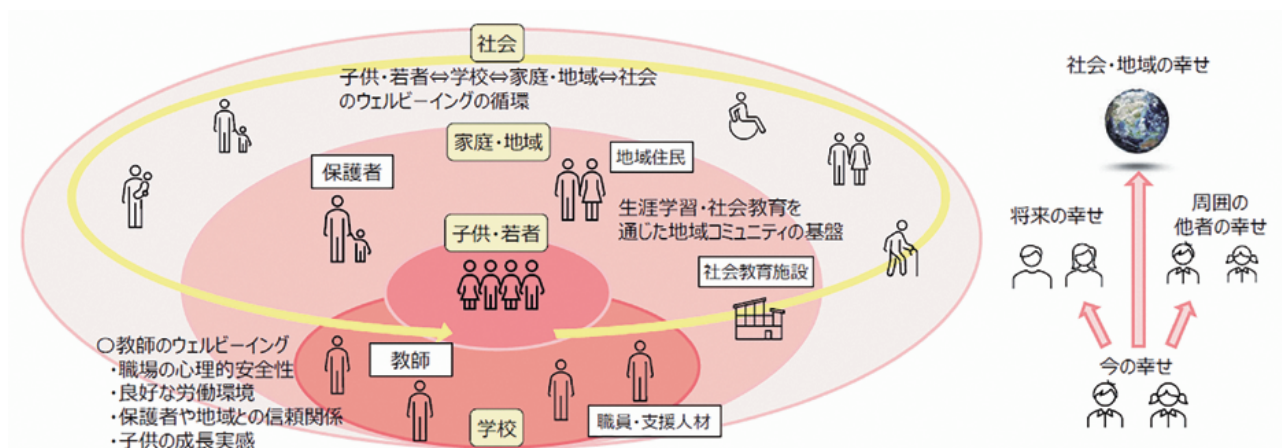 社会
子供・若者⇔学校⇔家庭・地域⇔社会
のウェルビーイングの循環
家庭・地域
保護者
地域住民
生涯学習・社会教育を
通じた地域コミュニティの基盤
子供・若者
社会教育施設
○教師のウェルビーイング
・職場の心理的安全性
・良好な労働環境
・保護者や地域との信頼関係
・子供の成長実感
教師
職員・支援人材
学校
社会・地域の幸せ
将来の幸せ
周囲の
他者の幸せ
今の幸せ